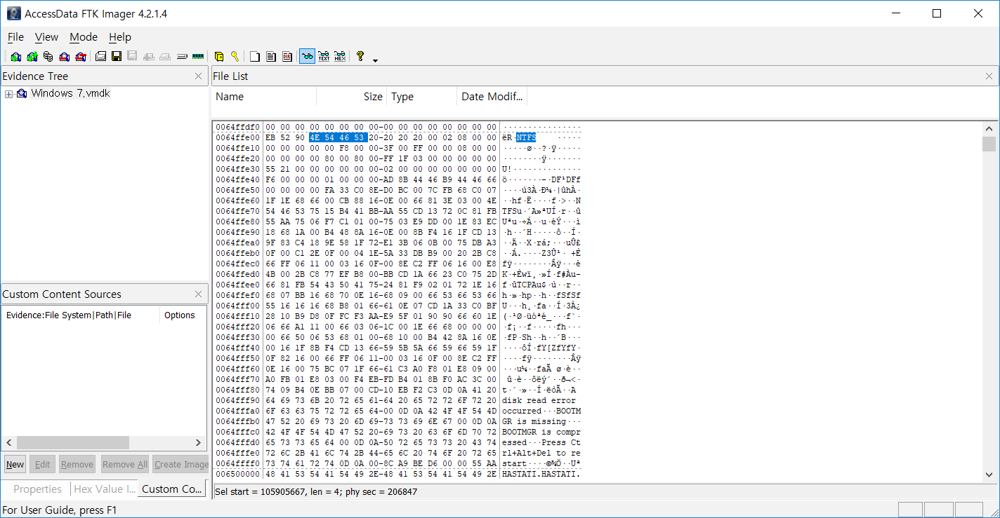 AccessData FTK Imager 4.2.1.4
File View Mode Help
Evidence Tree
Windows 7.vmdk
File List
Name Size Type Date Modif...
0064ffdf0 00 00 00 00 00 00 00 00-00 00 00 00 00 00 00 00 ················
0064ffe00 EB 52 90 4E 54 46 53 20-20 20 20 00 02 08 00 00 ëR·NTFS    ·····
0064ffe10 00 00 00 00 00 F8 00 00-3F 00 FF 00 00 08 00 00 ·····ø··?·ÿ·····
0064ffe20 00 00 00 00 80 00 80 00-FF 1F 03 00 00 00 00 00 ········ÿ·······
0064ffe30 55 21 00 00 00 00 00 00-02 00 00 00 00 00 00 00 U!··············
0064ffe40 F6 00 00 00 01 00 00 00-AD 8B 44 46 B9 44 46 66 ö·······-·DF¹DFf
0064ffe50 00 00 00 00 FA 33 C0 8E-D0 BC 00 7C FB 68 C0 07 ····ú3À·Ð¼·|ûhÀ·
0064ffe60 1F 1E 68 66 00 CB 88 16-0E 00 66 81 3E 03 00 4E ··hf·Ë····f·>··N
0064ffe70 54 46 53 75 15 B4 41 BB-AA 55 CD 13 72 0C 81 FB TFSu·´A»ªUÍ·r··û
0064ffe80 55 AA 75 06 F7 C1 01 00-75 03 E9 DD 00 1E 83 EC Uªu·÷Á··u·éÝ···ì
0064ffe90 18 68 1A 00 B4 48 8A 16-0E 00 8B F4 16 1F CD 13 ·h··´H·····ô··Í·
0064ffea0 9F 83 C4 18 9E 58 1F 72-E1 3B 06 0B 00 75 DB A3 ··Ä··X·rá;···uÛ£
0064ffeb0 0F 00 C1 2E 0F 00 04 1E-5A 33 DB B9 00 20 2B C8 ··Á.····Z3Û¹· +È
0064ffec0 66 FF 06 11 00 03 16 0F-00 8E C2 FF 06 16 00 E8 fÿ········Âÿ···è
0064ffed0 4B 00 2B C8 77 EF B8 00-BB CD 1A 66 23 C0 75 2D K·+Èwï¸·»Í·f#Àu-
0064ffee0 66 81 FB 54 43 50 41 75-24 81 F9 02 01 72 1E 16 f·ûTCPAu$·ù··r··
0064ffef0 68 07 BB 16 68 70 0E 16-68 09 00 66 53 66 53 66 h·»·hp··h··fSfSf
0064fff00 55 16 16 16 68 B8 01 66-61 0E 07 CD 1A 33 C0 BF U···h¸·fa··Í·3À¿
0064fff10 28 10 B9 D8 0F FC F3 AA-E9 5F 01 90 90 66 60 1E (·¹Ø·üóªé_···f`·
0064fff20 06 66 A1 11 00 66 03 06-1C 00 1E 66 68 00 00 00 ·f¡··f·····fh···
0064fff30 00 66 50 06 53 68 01 00-68 10 00 B4 42 8A 16 0E ·fP·Sh··h··´B···
0064fff40 00 16 1F 8B F4 CD 13 66-59 5B 5A 66 59 66 59 1F ····ôÍ·fY[ZfYfY·
0064fff50 0F 82 16 00 66 FF 06 11-00 03 16 0F 00 8E C2 FF ····fÿ········Âÿ
0064fff60 0E 16 00 75 BC 07 1F 66-61 C3 A0 F8 01 E8 09 00 ···u¼··faÃ ø·è··
0064fff70 A0 FB 01 E8 03 00 F4 EB-FD B4 01 8B F0 AC 3C 00  û·è··ôëý´··ð¬<·
0064fff80 74 09 B4 0E BB 07 00 CD-10 EB F2 C3 0D 0A 41 20 t·´·»··Í·ëòÃ··A
0064fff90 64 69 73 6B 20 72 65 61-64 20 65 72 72 6F 72 20 disk read error
0064fffa0 6F 63 63 75 72 72 65 64-00 0D 0A 42 4F 4F 54 4D occurred···BOOTM
0064fffb0 47 52 20 69 73 20 6D 69-73 73 69 6E 67 00 0D 0A GR is missing···
0064fffc0 42 4F 4F 54 4D 47 52 20-69 73 20 63 6F 6D 70 72 BOOTMGR is compr
0064fffd0 65 73 73 65 64 00 0D 0A-50 72 65 73 73 20 43 74 essed···Press Ct
0064fffe0 72 6C 2B 41 6C 74 2B 44-65 6C 20 74 6F 20 72 65 rl+Alt+Del to re
0064ffff0 73 74 61 72 74 0D 0A 00-8C A9 BE D6 00 00 55 AA start····©¾Ö··Uª
006500000 48 41 53 54 41 54 49 2E-48 41 53 54 41 54 49 2E HASTATI.HASTATI.
Custom Content Sources
Evidence:File System|Path|File Options
New Edit Remove Remove All Create Image
Properties Hex Value I... Custom Co...
Sel start = 105905667, len = 4; phy sec = 206847
For User Guide, press F1